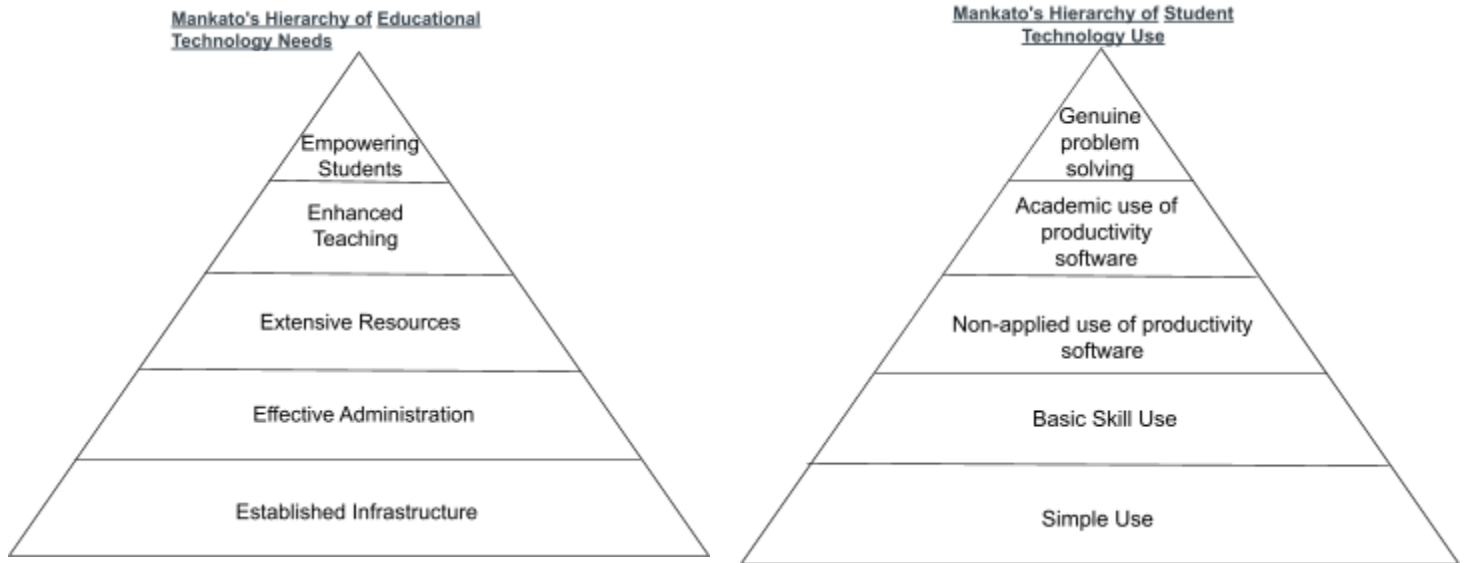 Mankato's Hierarchy of Educational
Technology Needs
Empowering
Students
Enhanced
Teaching
Extensive Resources
Effective Administration
Established Infrastructure
Mankato's Hierarchy of Student
Technology Use
Genuine
problem
solving
Academic use of
productivity
software
Non-applied use of productivity
software
Basic Skill Use
Simple Use